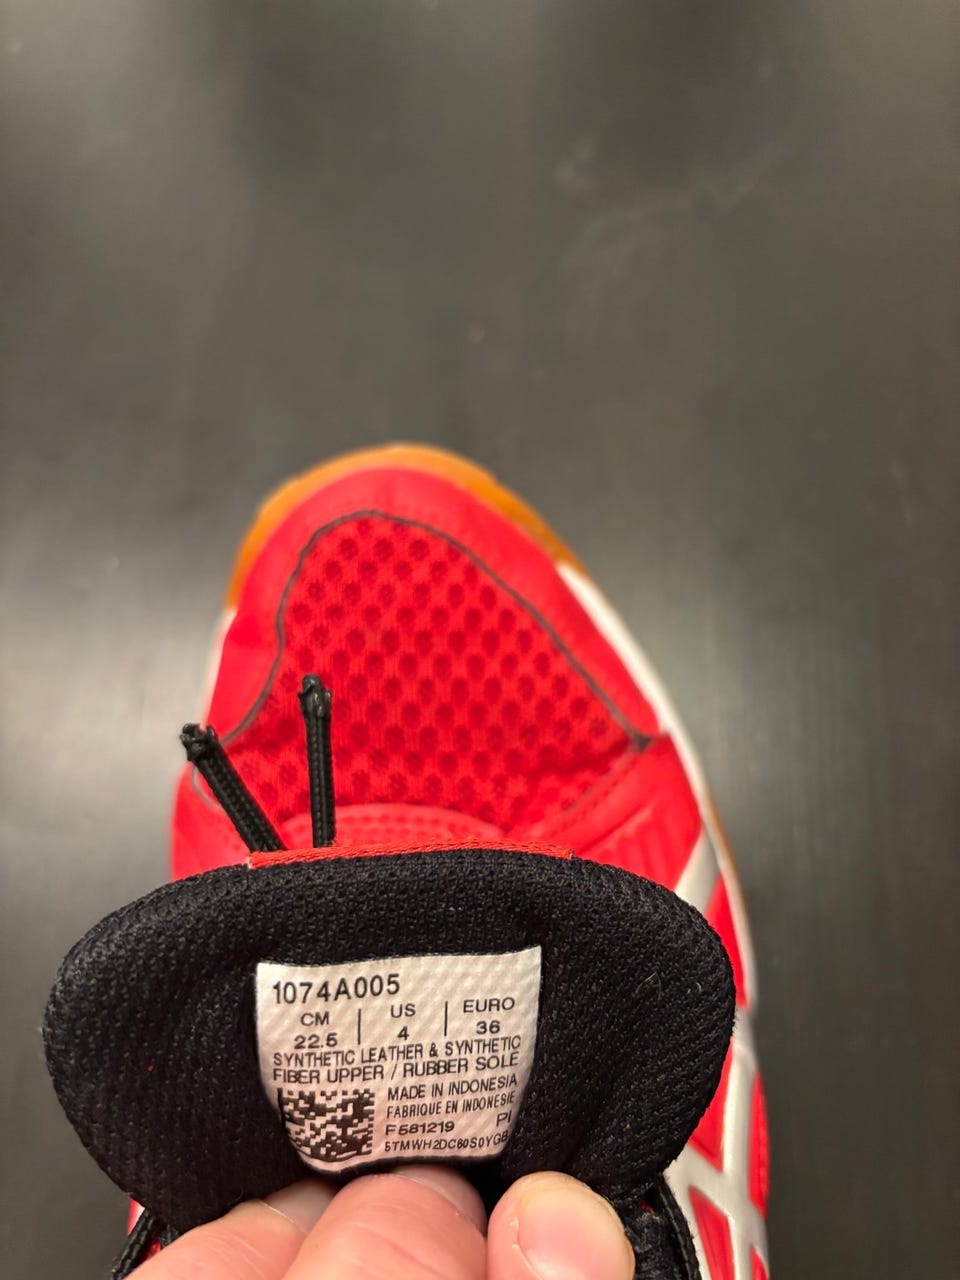 1074A005
CM | US | EURO
22.5 | 4 | 36
SYNTHETIC LEATHER & SYNTHETIC
FIBER UPPER / RUBBER SOLE
MADE IN INDONESIA
FABRIQUE EN INDONESIE
F581219 PI
5TMWH2DC60S0YGB